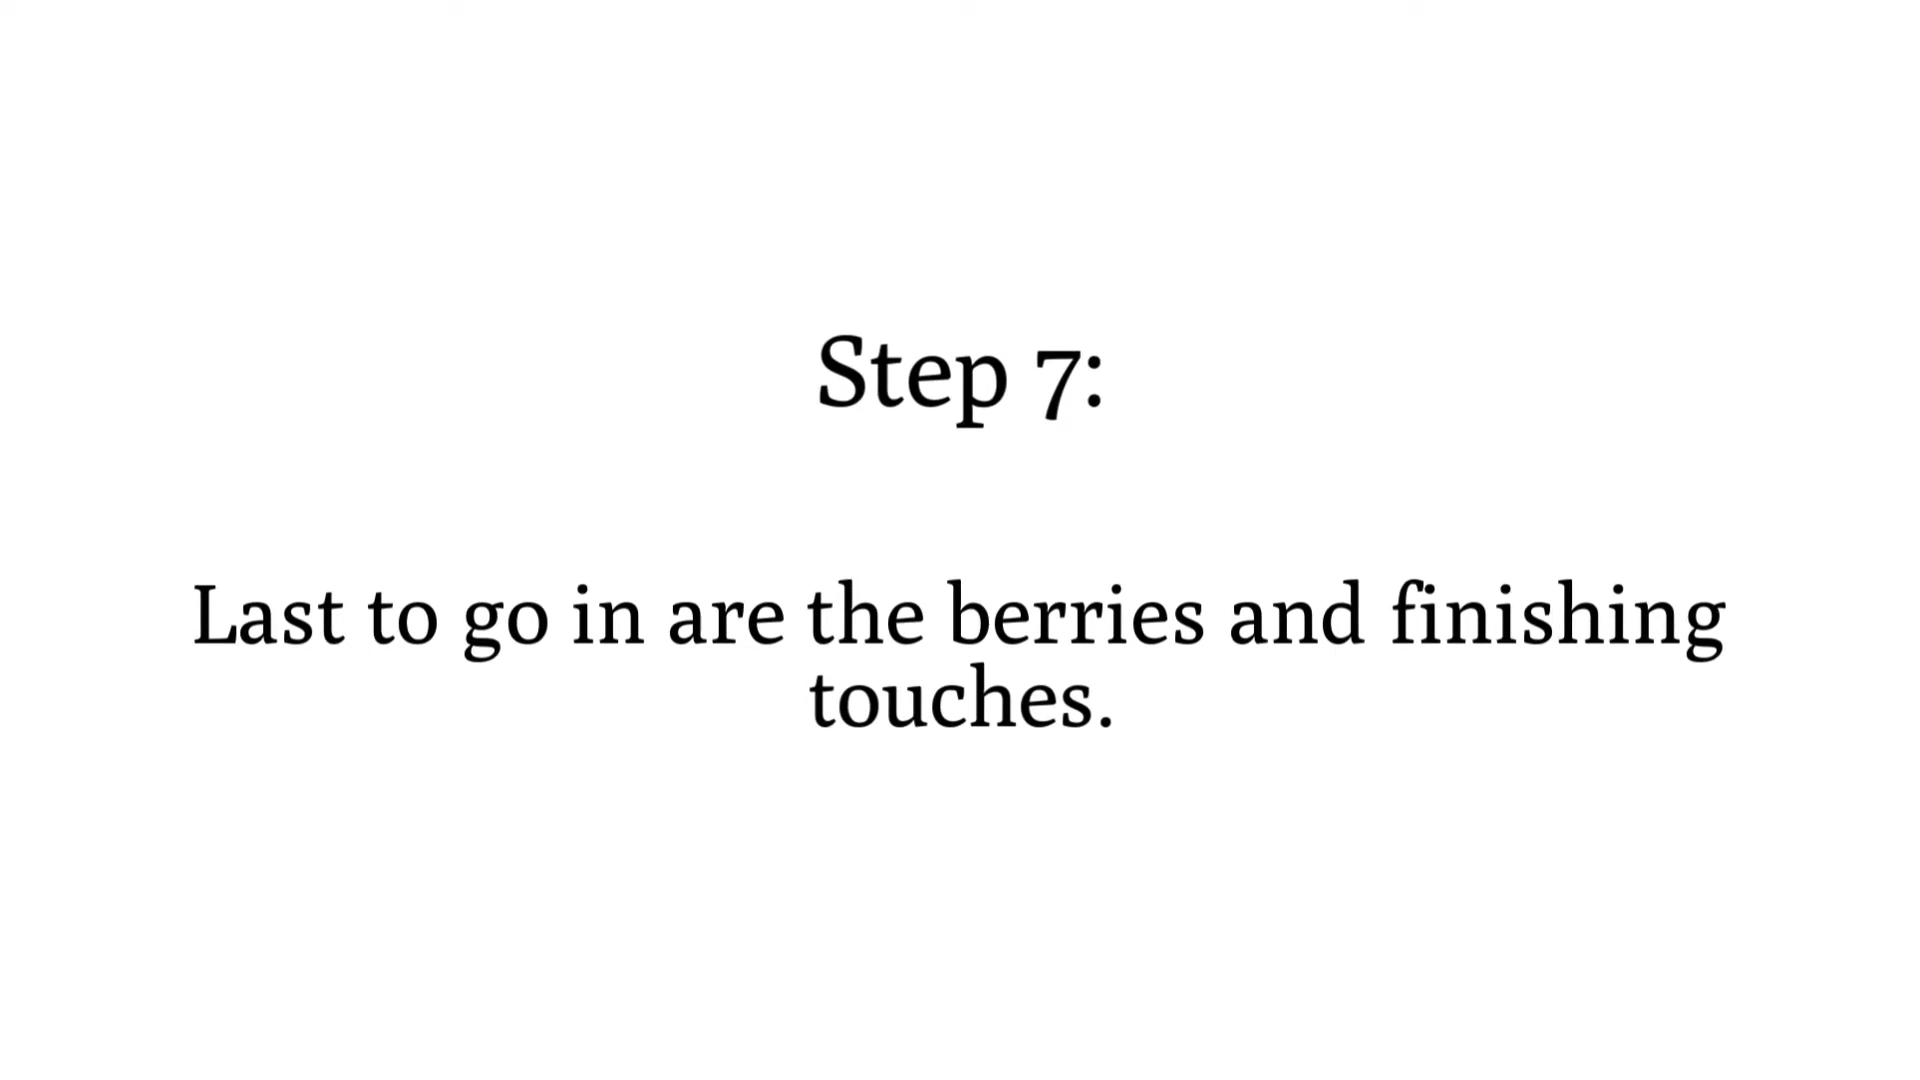 Step 7:
Last to go in are the berries and finishing
touches.